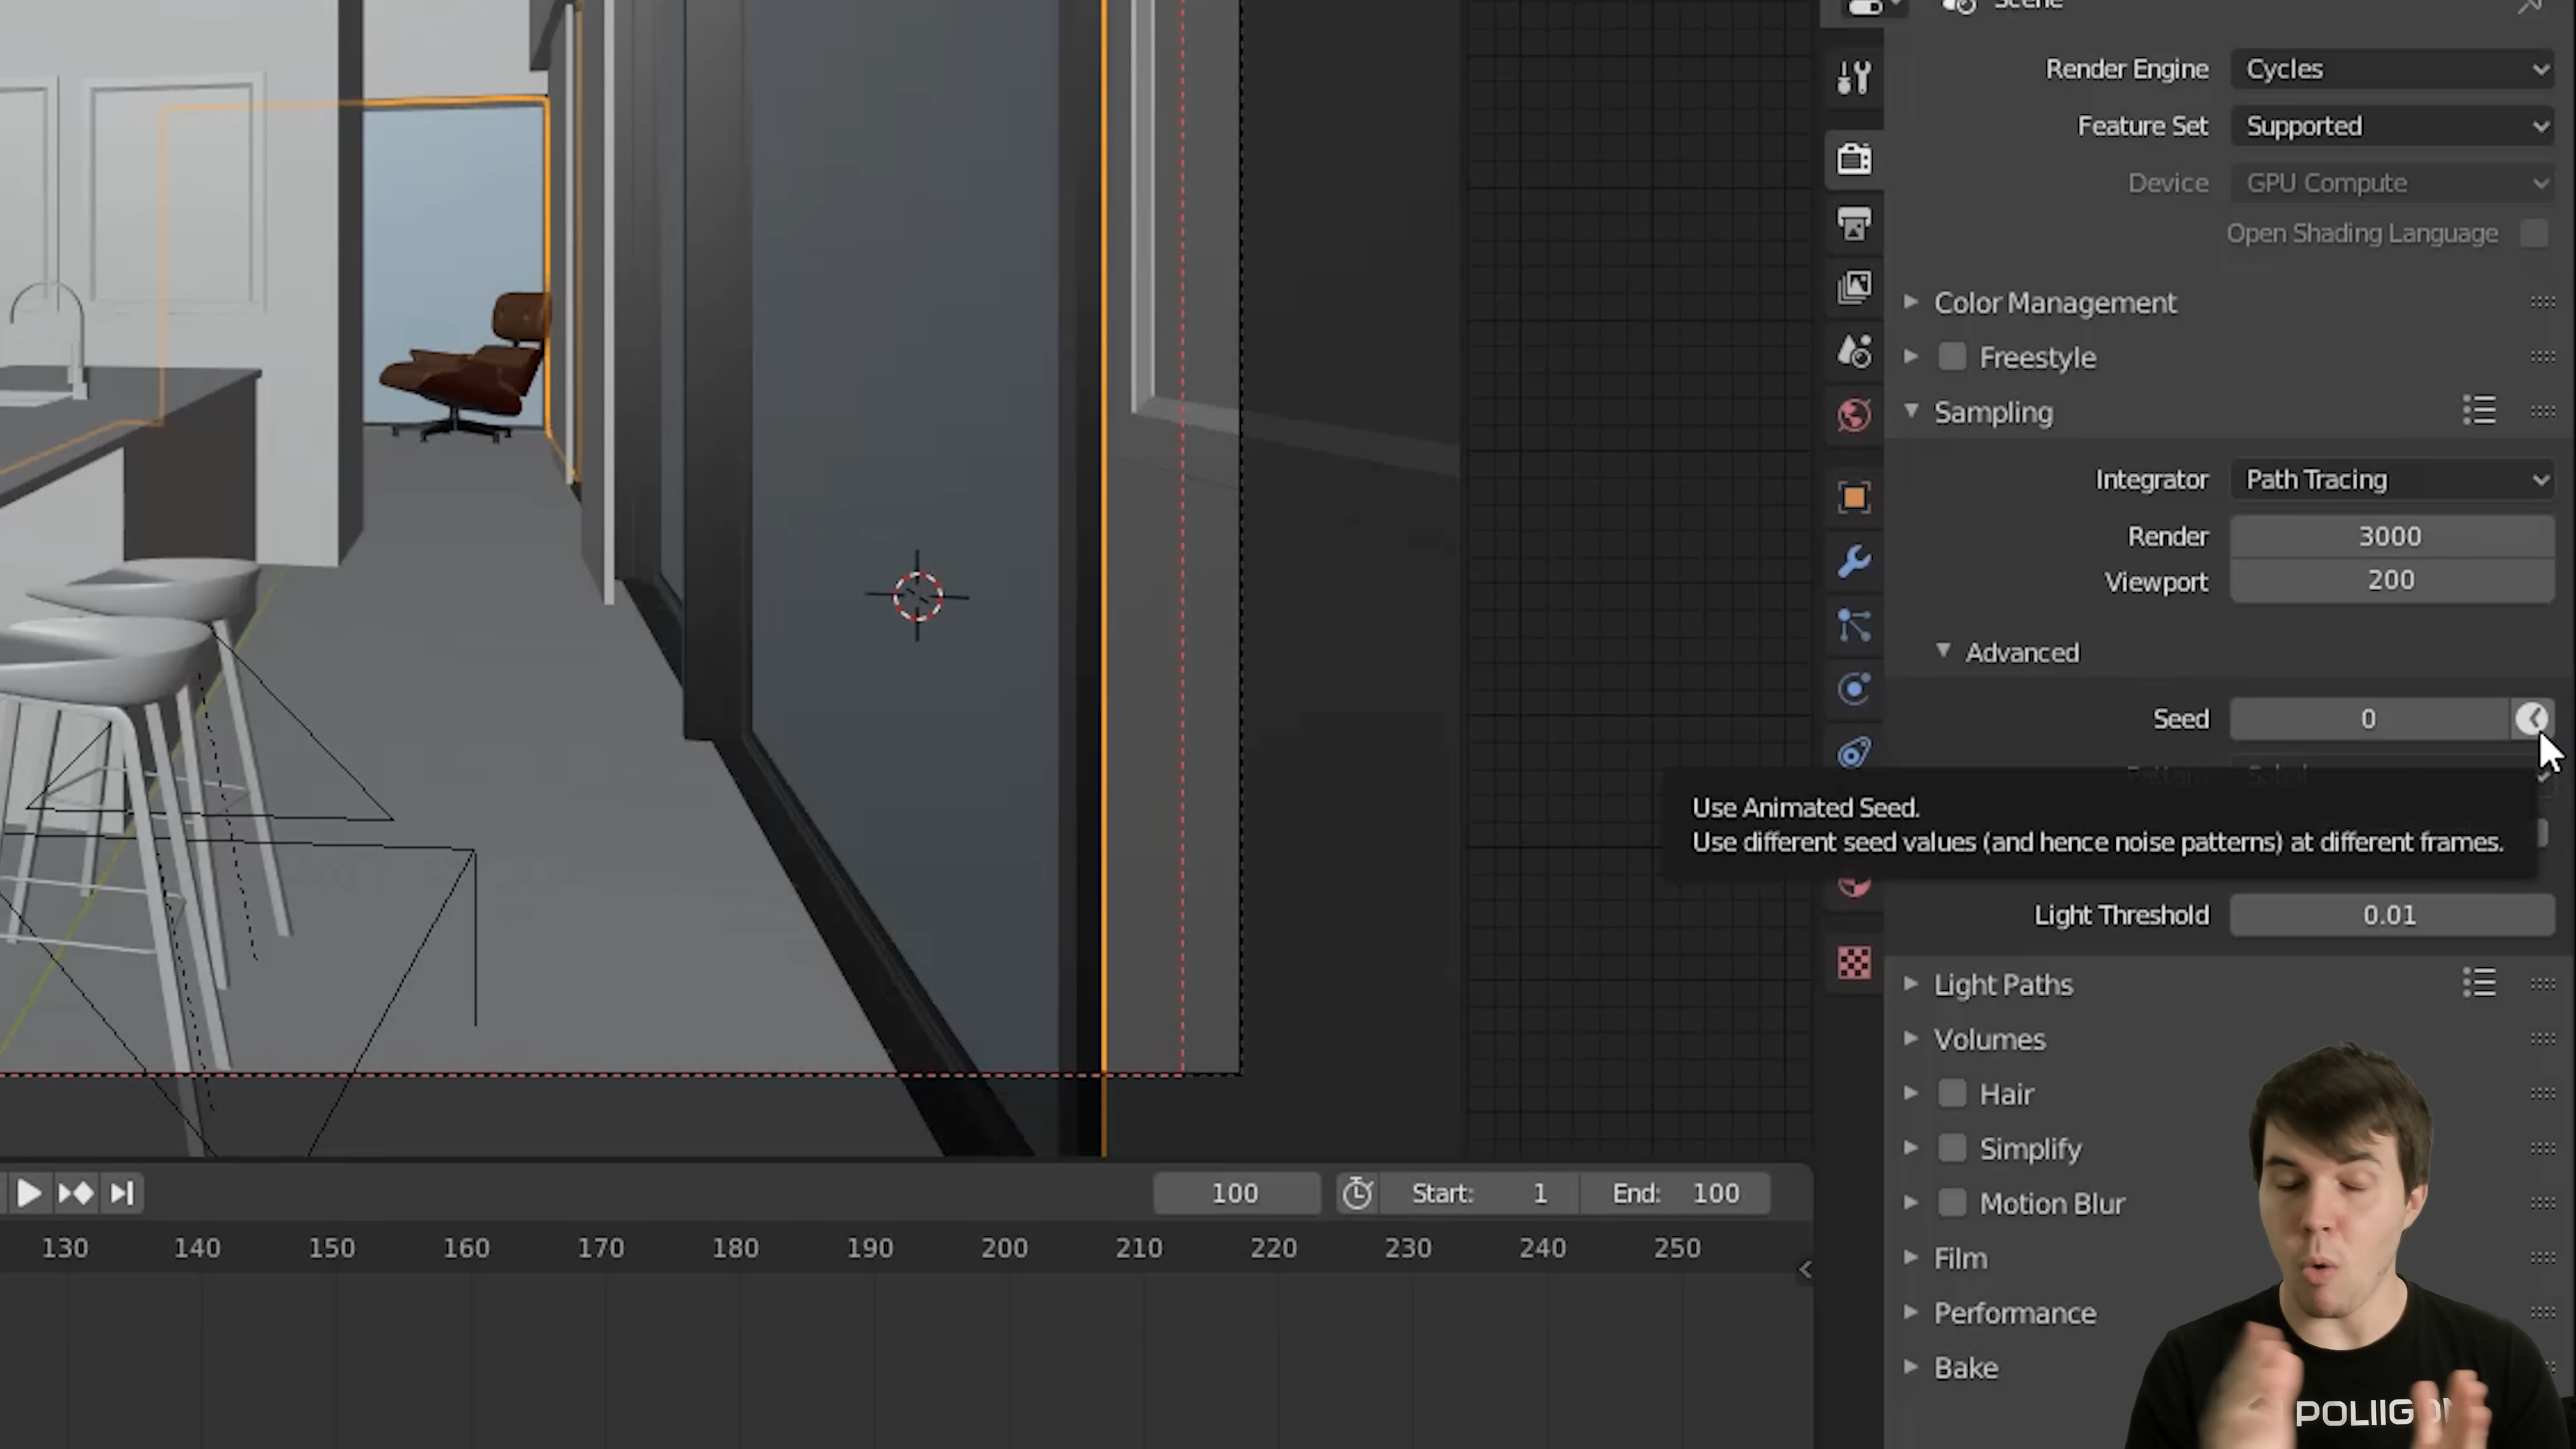 Scene
Render Engine Cycles
Feature Set Supported
Device GPU Compute
Open Shading Language
Color Management
Freestyle
Sampling
Integrator Path Tracing
Render 3000
Viewport 200
Advanced
Seed 0
Pattern Sobol
Use Animated Seed.
Use different seed values (and hence noise patterns) at different frames.
Light Threshold 0.01
Light Paths
Volumes
Hair
Simplify
Motion Blur
Film
Performance
Bake
100 Start: 1 End: 100
130 140 150 160 170 180 190 200 210 220 230 240 250